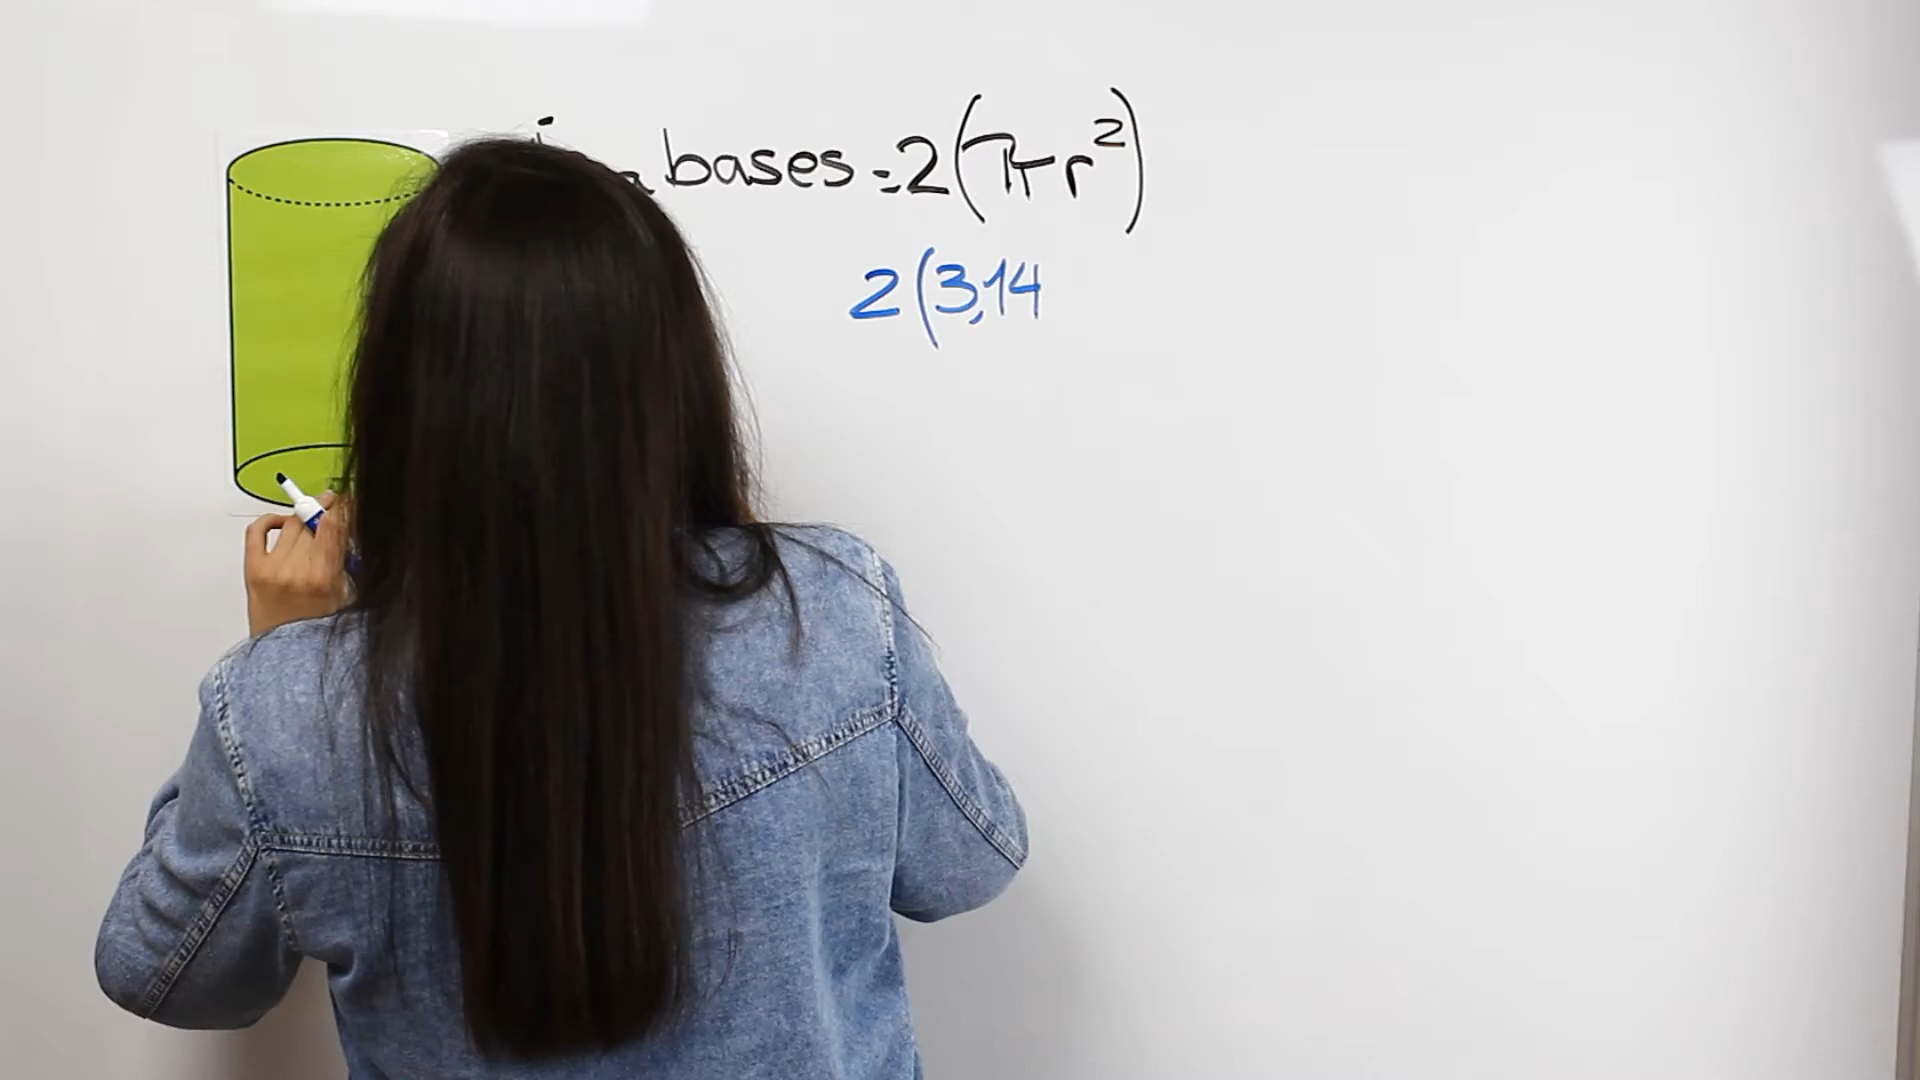 bases = 2(πr²)
2(3,14